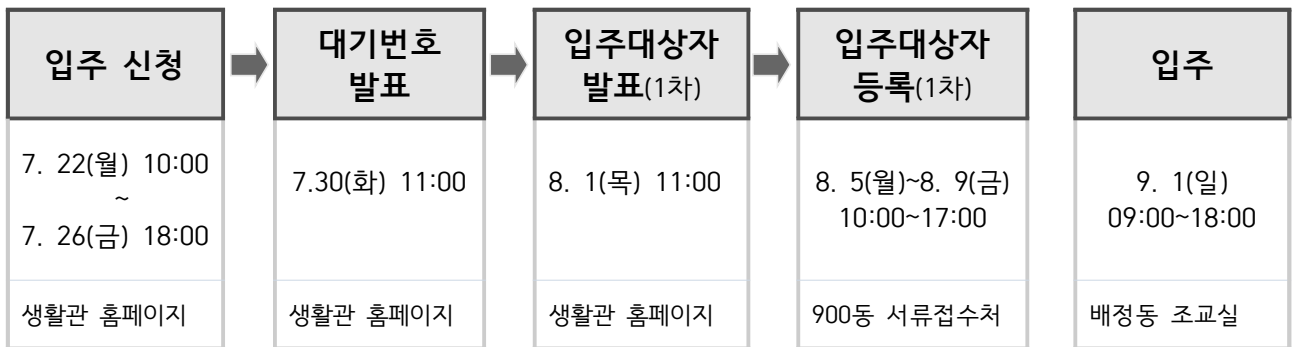 입주 신청
7. 22(월) 10:00
~
7. 26(금) 18:00
생활관 홈페이지
대기번호
발표
7.30(화) 11:00
생활관 홈페이지
입주대상자
발표(1차)
8. 1(목) 11:00
생활관 홈페이지
입주대상자
등록(1차)
8. 5(월)~8. 9(금)
10:00~17:00
900동 서류접수처
입주
9. 1(일)
09:00~18:00
배정동 조교실